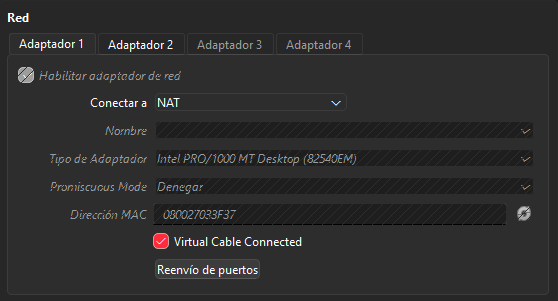 Red
Adaptador 1 Adaptador 2 Adaptador 3 Adaptador 4
Habilitar adaptador de red
Conectar a NAT
Nombre
Tipo de Adaptador Intel PRO/1000 MT Desktop (82540EM)
Promiscuous Mode Denegar
Dirección MAC 080027033F37
Virtual Cable Connected
Reenvío de puertos